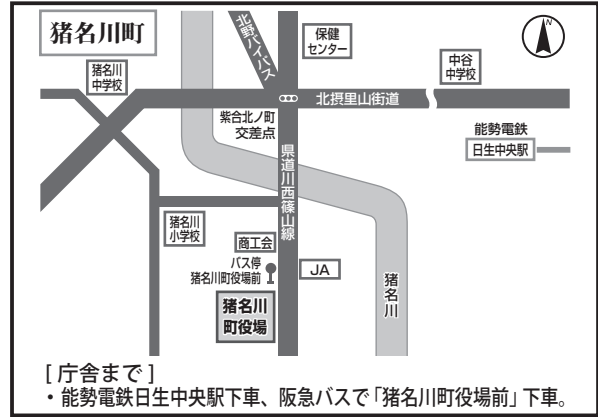 猪名川町
北野バイパス
保健
センター
N
猪名川
中学校
中谷
中学校
北摂里山街道
紫合北ノ町
交差点
能勢電鉄
日生中央駅
県道川西篠山線
猪名川
小学校
商工会
バス停
猪名川町役場前
JA
猪名川
猪名川
町役場
[庁舎まで]
・能勢電鉄日生中央駅下車、阪急バスで「猪名川町役場前」下車。